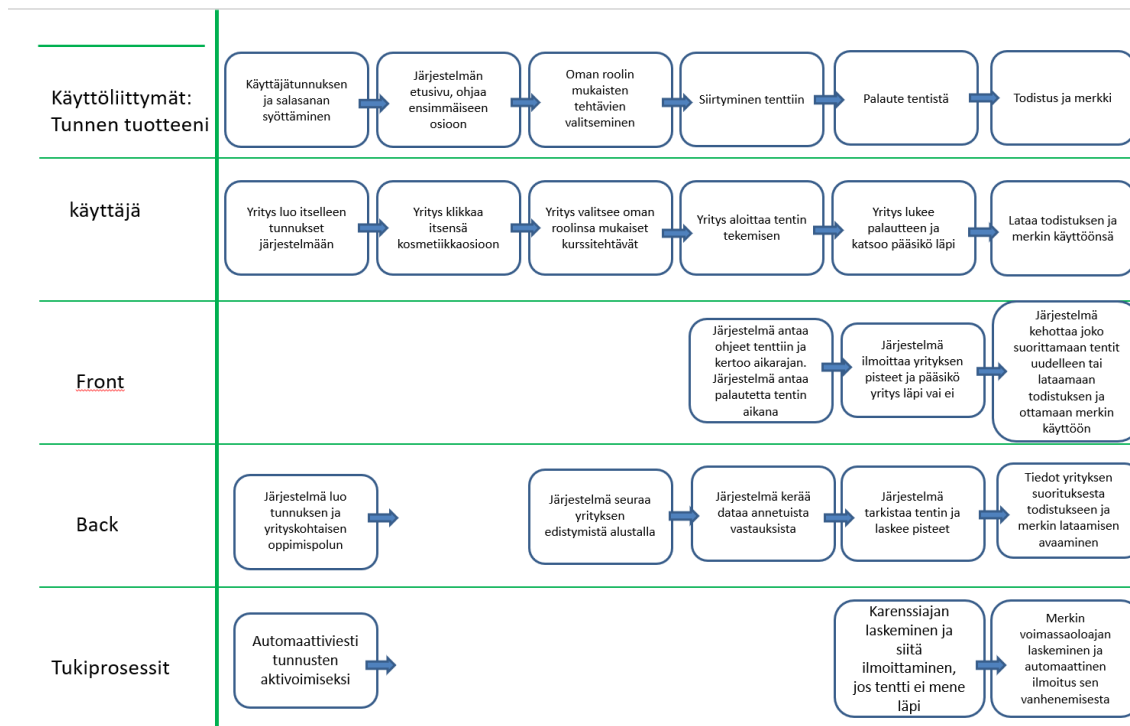 Käyttöliittymät:
Tunnen tuotteeni
Käyttäjätunnuksen
ja salasanan
syöttäminen
Järjestelmän
etusivu, ohjaa
ensimmäiseen
osioon
Oman roolin
mukaisten
tehtävien
valitseminen
Siirtyminen tenttiin
Palaute tentistä
Todistus ja merkki
käyttäjä
Yritys luo itselleen
tunnukset
järjestelmään
Yritys klikkaa
itsensä
kosmetiikkaosioon
Yritys valitsee oman
roolinsa mukaiset
kurssitehtävät
Yritys aloittaa tentin
tekemisen
Yritys lukee
palautteen ja
katsoo pääsikö läpi
Lataa todistuksen ja
merkin käyttöönsä
Front
Järjestelmä antaa
ohjeet tenttiin ja
kertoo aikarajan.
Järjestelmä antaa
palautetta tentin
aikana
Järjestelmä
ilmoittaa yrityksen
pisteet ja pääsikö
yritys läpi vai ei
Järjestelmä
kehottaa joko
suorittamaan tentit
uudelleen tai
lataamaan
todistuksen ja
ottamaan merkin
käyttöön
Back
Järjestelmä luo
tunnuksen ja
yrityskohtaisen
oppimispolun
Järjestelmä seuraa
yrityksen
edistymistä alustalla
Järjestelmä kerää
dataa annetuista
vastauksista
Järjestelmä
tarkistaa tentin ja
laskee pisteet
Tiedot yrityksen
suorituksesta
todistukseen ja
merkin lataamisen
avaaminen
Tukiprosessit
Automaattiviesti
tunnusten
aktivoimiseksi
Karenssiajan
laskeminen ja
siitä
ilmoittaminen,
jos tentti ei mene
läpi
Merkin
voimassaoloajan
laskeminen ja
automaattinen
ilmoitus sen
vanhenemisesta